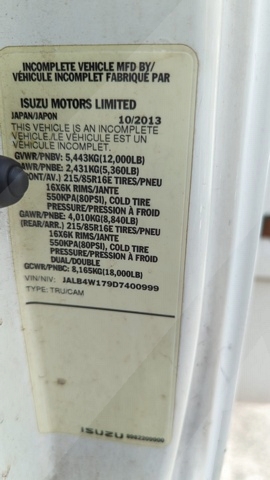 INCOMPLETE VEHICLE MFD BY/
VÉHICULE INCOMPLET FABRIQUÉ PAR
ISUZU MOTORS LIMITED
JAPAN/JAPON 10/2013
THIS VEHICLE IS AN INCOMPLETE
VEHICLE./LE VÉHICULE EST UN
VÉHICULE INCOMPLET.
GVWR/PNBV: 5,443KG(12,000LB)
GAWR/PNBE: 2,431KG(5,360LB)
(FRONT/AV.) 215/85R16E TIRES/PNEU
16X6K RIMS/JANTE
550KPA(80PSI), COLD TIRE
PRESSURE/PRESSION À FROID
GAWR/PNBE: 4,010KG(8,840LB)
(REAR/ARR.) 215/85R16E TIRES/PNEU
16X6K RIMS/JANTE
550KPA(80PSI), COLD TIRE
PRESSURE/PRESSION À FROID
DUAL/DOUBLE
GCWR/PNBC: 8,165KG(18,000LB)
VIN/NIV: JALB4W179D7400999
TYPE: TRU/CAM
ISUZU